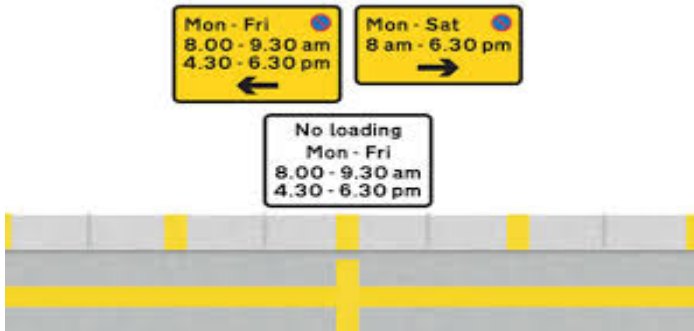 Mon - Fri
8.00 - 9.30 am
4.30 - 6.30 pm
Mon - Sat
8 am - 6.30 pm
No loading
Mon - Fri
8.00 - 9.30 am
4.30 - 6.30 pm